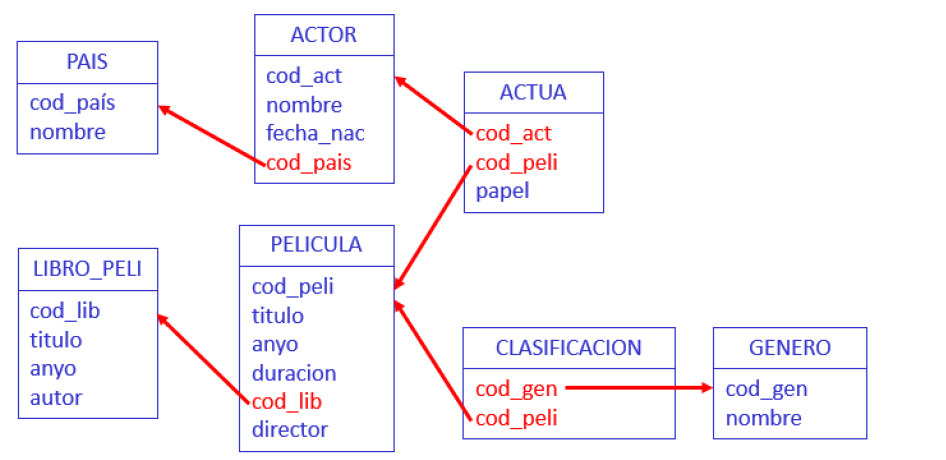 PAIS
cod_país
nombre
ACTOR
cod_act
nombre
fecha_nac
cod_pais
ACTUA
cod_act
cod_peli
papel
LIBRO_PELI
cod_lib
titulo
anyo
autor
PELICULA
cod_peli
titulo
anyo
duracion
cod_lib
director
CLASIFICACION
cod_gen
cod_peli
GENERO
cod_gen
nombre